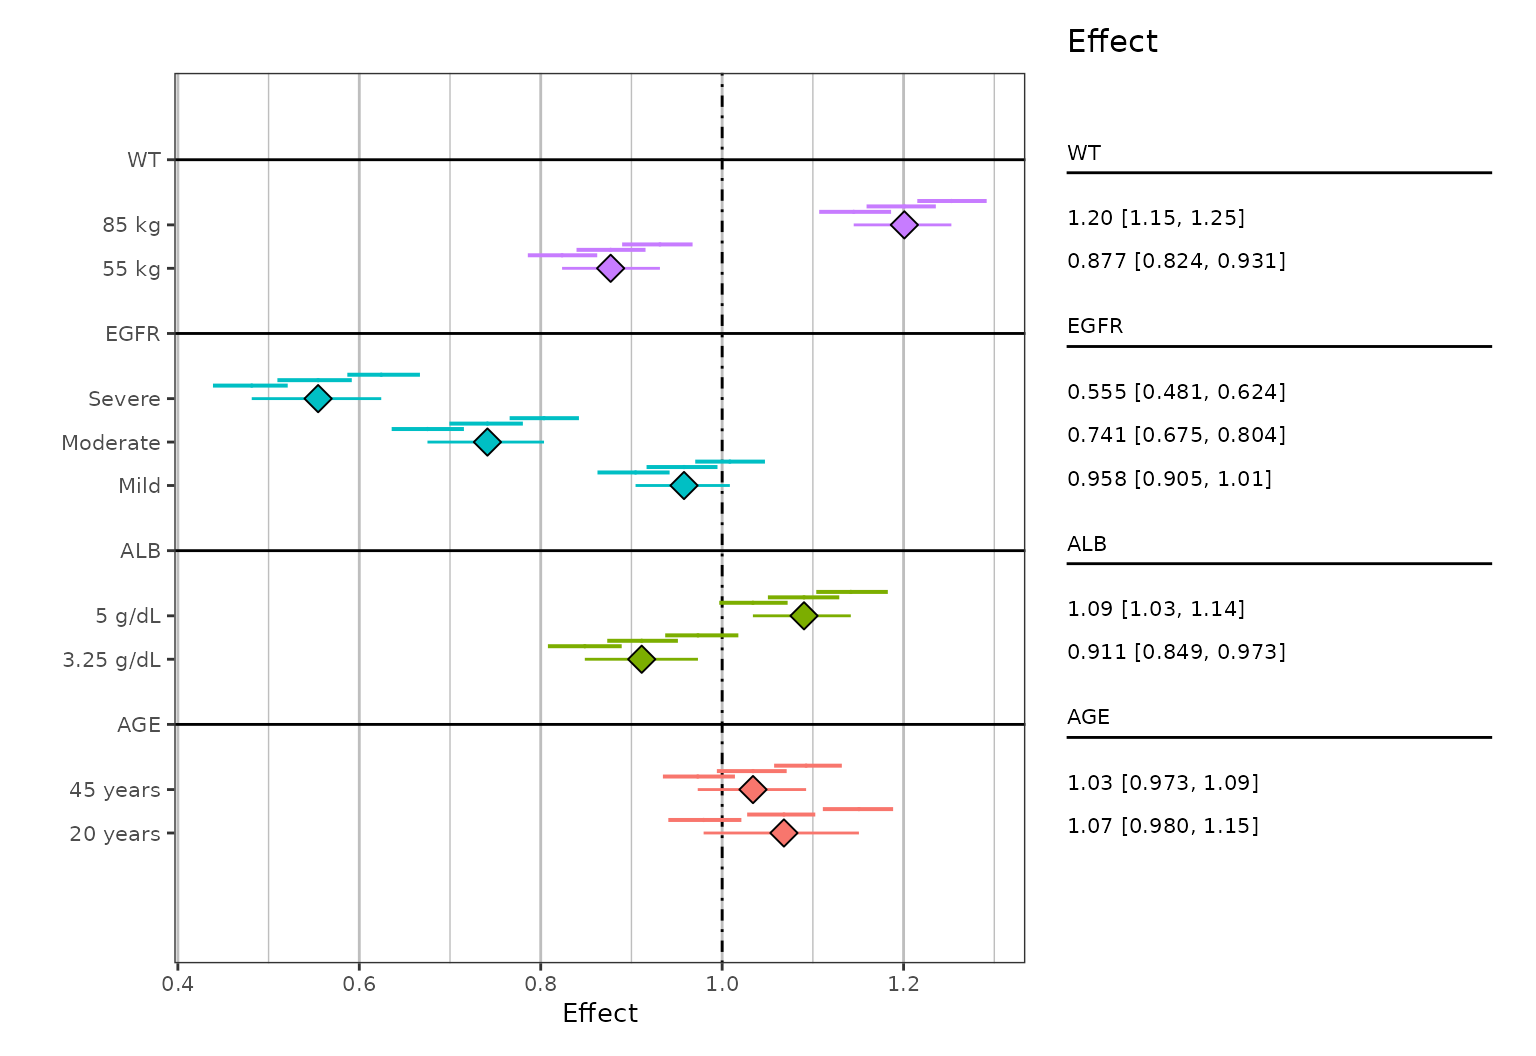 Effect
WT
85 kg
55 kg
EGFR
Severe
Moderate
Mild
ALB
5 g/dL
3.25 g/dL
AGE
45 years
20 years
0.4 0.6 0.8 1.0 1.2
Effect
WT
1.20 [1.15, 1.25]
0.877 [0.824, 0.931]
EGFR
0.555 [0.481, 0.624]
0.741 [0.675, 0.804]
0.958 [0.905, 1.01]
ALB
1.09 [1.03, 1.14]
0.911 [0.849, 0.973]
AGE
1.03 [0.973, 1.09]
1.07 [0.980, 1.15]